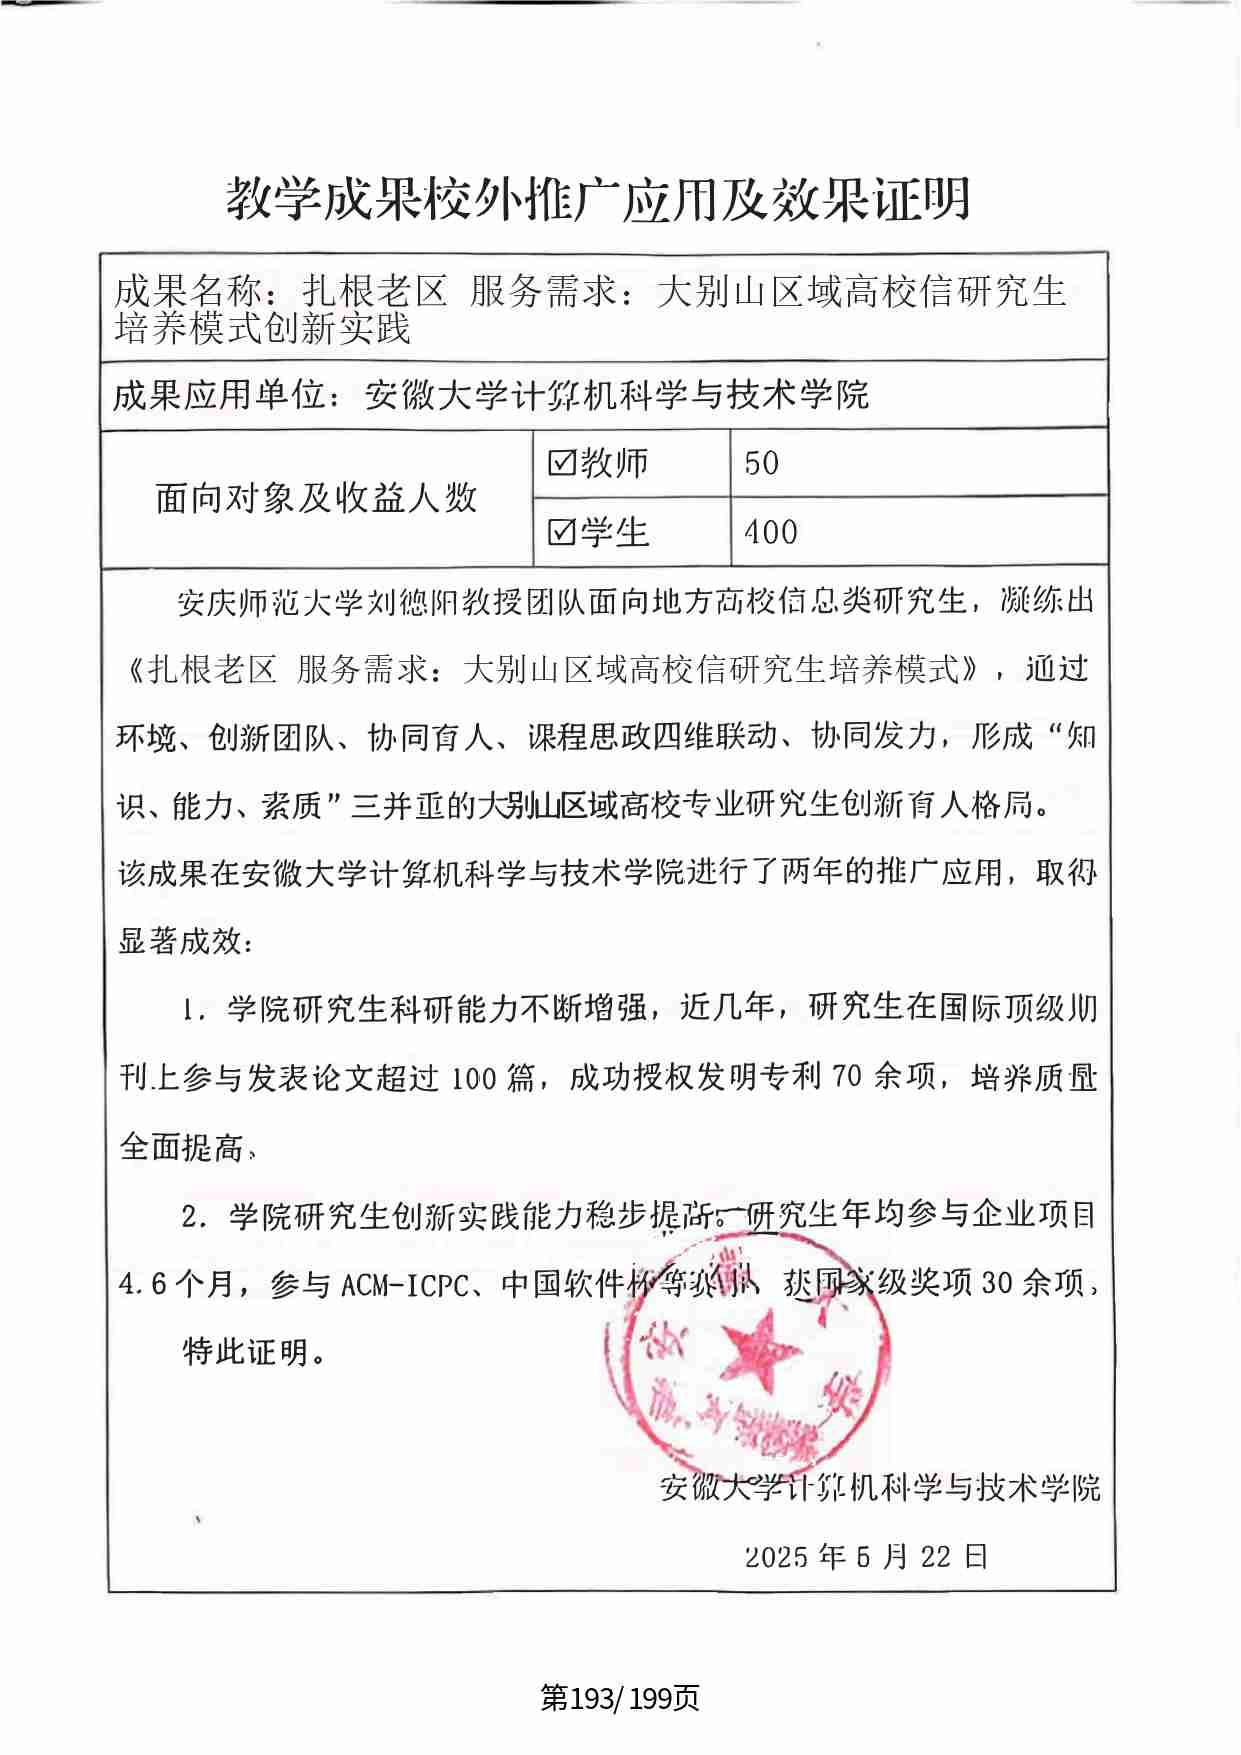 教学成果校外推广应用及效果证明
成果名称：扎根老区 服务需求：大别山区域高校信研究生
培养模式创新实践
成果应用单位：安徽大学计算机科学与技术学院
面向对象及收益人数
☑教师 50
☑学生 400
安庆师范大学刘德阳教授团队面向地方高校信息类研究生，凝练出
《扎根老区 服务需求：大别山区域高校信研究生培养模式》，通过
环境、创新团队、协同育人、课程思政四维联动、协同发力，形成“知
识、能力、素质”三并重的大别山区域高校专业研究生创新育人格局。
该成果在安徽大学计算机科学与技术学院进行了两年的推广应用，取得
显著成效：
1. 学院研究生科研能力不断增强，近几年，研究生在国际顶级期
刊上参与发表论文超过 100 篇，成功授权发明专利 70 余项，培养质量
全面提高、
2. 学院研究生创新实践能力稳步提高。研究生年均参与企业项目
4.6 个月，参与 ACM-ICPC、中国软件杯等 获国家级奖项 30 余项、
特此证明。
安徽大学
安徽大学计算机科学与技术学院
2025 年 5 月 22 日
第193/199页